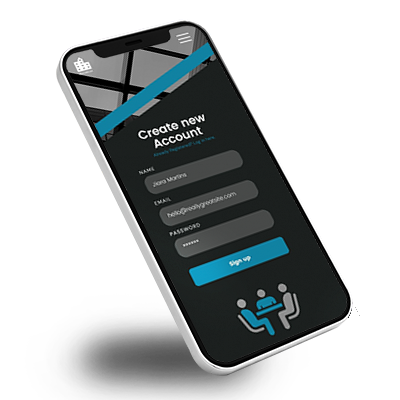 Create new
Account
Already Registered? Log in here.
NAME
Jiara Martins
EMAIL
hello@reallygreatsite.com
PASSWORD
••••••
Sign up